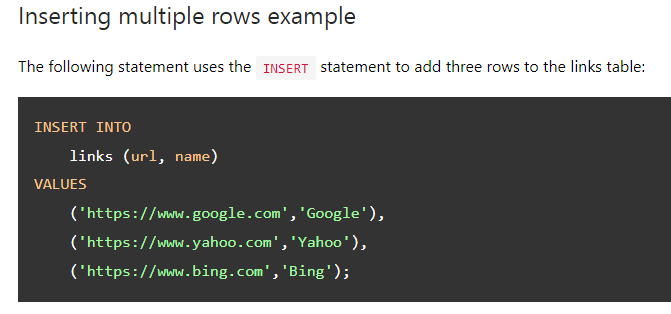 Inserting multiple rows example
The following statement uses the INSERT statement to add three rows to the links table:
INSERT INTO
    links (url, name)
VALUES
    ('https://www.google.com','Google'),
    ('https://www.yahoo.com','Yahoo'),
    ('https://www.bing.com','Bing');